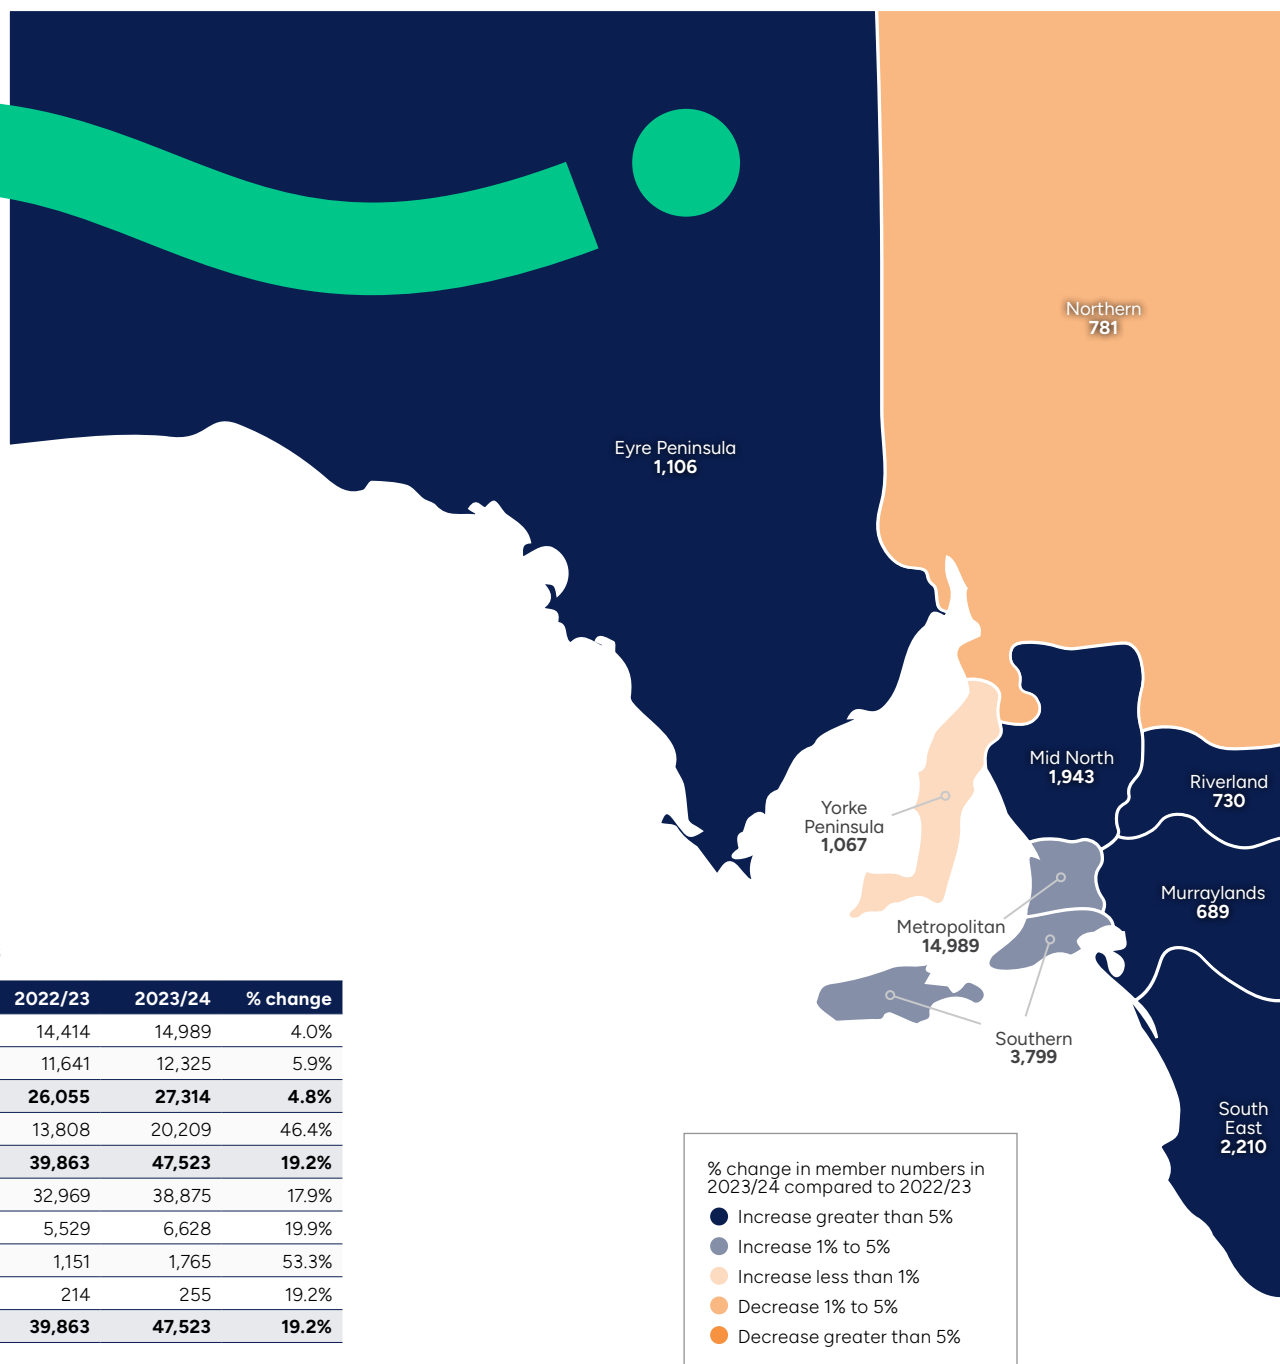 Northern
781
Eyre Peninsula
1,106
Mid North
1,943
Riverland
730
Yorke
Peninsula
1,067
Murraylands
689
Metropolitan
14,989
Southern
3,799
South
East
2,210
2022/23 2023/24 % change
14,414 14,989 4.0%
11,641 12,325 5.9%
26,055 27,314 4.8%
13,808 20,209 46.4%
39,863 47,523 19.2%
32,969 38,875 17.9%
5,529 6,628 19.9%
1,151 1,765 53.3%
214 255 19.2%
39,863 47,523 19.2%
% change in member numbers in
2023/24 compared to 2022/23
Increase greater than 5%
Increase 1% to 5%
Increase less than 1%
Decrease 1% to 5%
Decrease greater than 5%